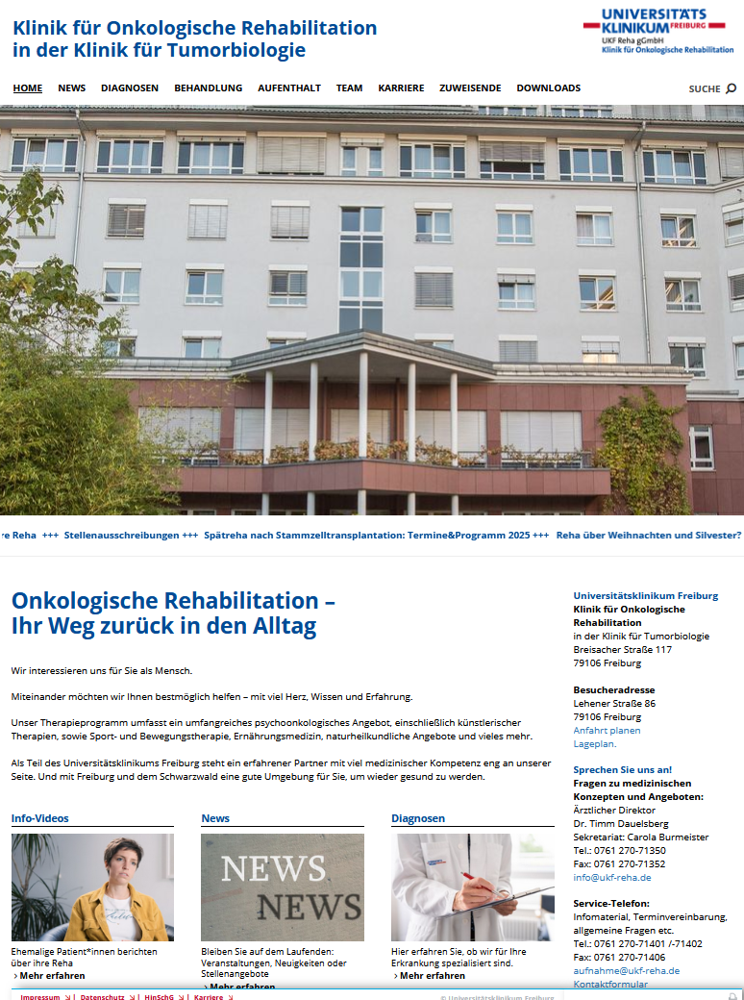 Klinik für Onkologische Rehabilitation
in der Klinik für Tumorbiologie
UNIVERSITÄTS
KLINIKUM FREIBURG
UKF Reha gGmbH
Klinik für Onkologische Rehabilitation
HOME NEWS DIAGNOSEN BEHANDLUNG AUFENTHALT TEAM KARRIERE ZUWEISENDE DOWNLOADS SUCHE
re Reha +++ Stellenausschreibungen +++ Spätreha nach Stammzelltransplantation: Termine&Programm 2025 +++ Reha über Weihnachten und Silvester?
Onkologische Rehabilitation –
Ihr Weg zurück in den Alltag
Wir interessieren uns für Sie als Mensch.
Miteinander möchten wir Ihnen bestmöglich helfen – mit viel Herz, Wissen und Erfahrung.
Unser Therapieprogramm umfasst ein umfangreiches psychoonkologisches Angebot, einschließlich künstlerischer
Therapien, sowie Sport- und Bewegungstherapie, Ernährungsmedizin, naturheilkundliche Angebote und vieles mehr.
Als Teil des Universitätsklinikums Freiburg steht ein erfahrener Partner mit viel medizinischer Kompetenz eng an unserer
Seite. Und mit Freiburg und dem Schwarzwald eine gute Umgebung für Sie, um wieder gesund zu werden.
Info-Videos
Ehemalige Patient*innen berichten
über ihre Reha
› Mehr erfahren
News
NEWS
NEWS
Bleiben Sie auf dem Laufenden:
Veranstaltungen, Neuigkeiten oder
Stellenangebote
› Mehr erfahren
Diagnosen
Hier erfahren Sie, ob wir für Ihre
Erkrankung spezialisiert sind.
› Mehr erfahren
Universitätsklinikum Freiburg
Klinik für Onkologische
Rehabilitation
in der Klinik für Tumorbiologie
Breisacher Straße 117
79106 Freiburg
Besucheradresse
Lehener Straße 86
79106 Freiburg
Anfahrt planen
Lageplan.
Sprechen Sie uns an!
Fragen zu medizinischen
Konzepten und Angeboten:
Ärztlicher Direktor
Dr. Timm Dauelsberg
Sekretariat: Carola Burmeister
Tel.: 0761 270-71350
Fax: 0761 270-71352
info@ukf-reha.de
Service-Telefon:
Infomaterial, Terminvereinbarung,
allgemeine Fragen etc.
Tel.: 0761 270-71401 /-71402
Fax: 0761 270-71406
aufnahme@ukf-reha.de
Kontaktformular
Impressum | Datenschutz | HinSchG | Karriere © Universitätsklinikum Freiburg